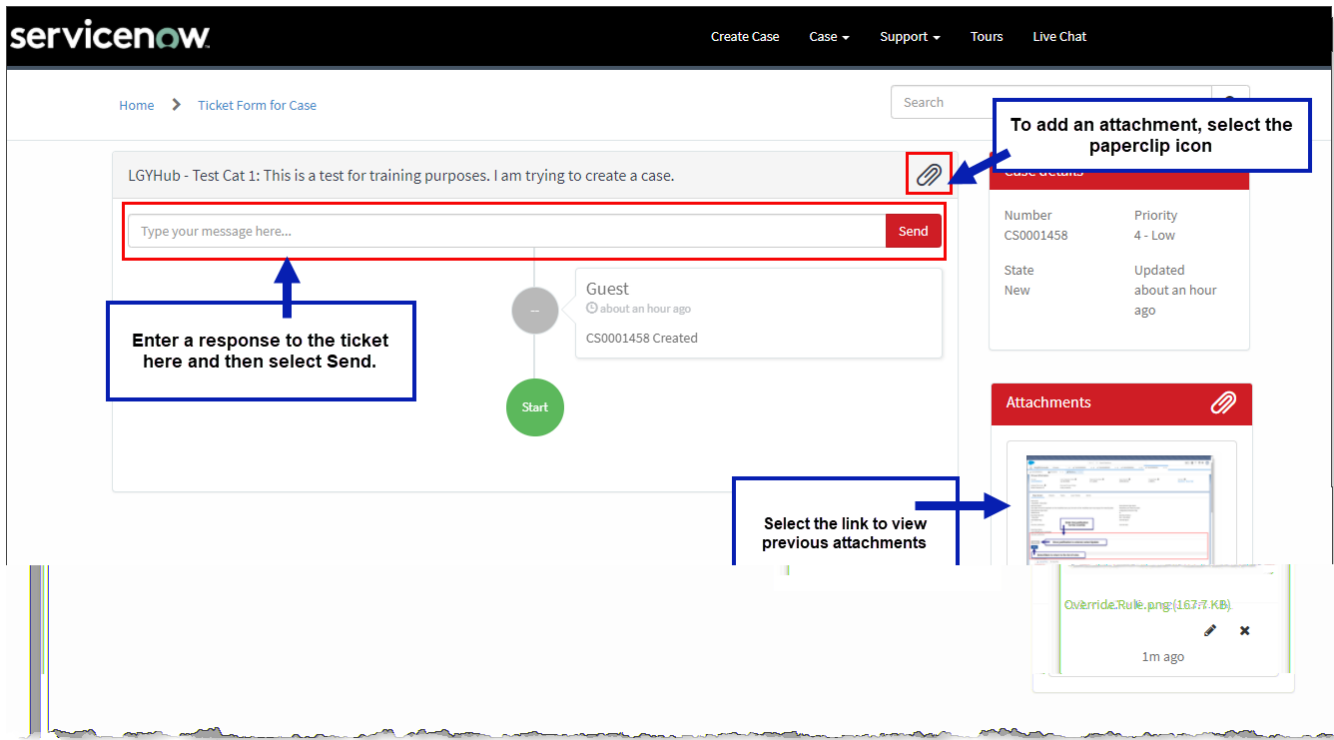 servicenow
Create Case Case Support Tours Live Chat
Home Ticket Form for Case
Search
To add an attachment, select the
paperclip icon
LGYHub - Test Cat 1: This is a test for training purposes. I am trying to create a case.
Case details
Type your message here...
Send
Number
CS0001458
Priority
4 - Low
State
New
Updated
about an hour
ago
Guest
about an hour ago
CS0001458 Created
Enter a response to the ticket
here and then select Send.
Start
Attachments
Select the link to view
previous attachments
Override.Rule.png (167.7 KB)
1m ago